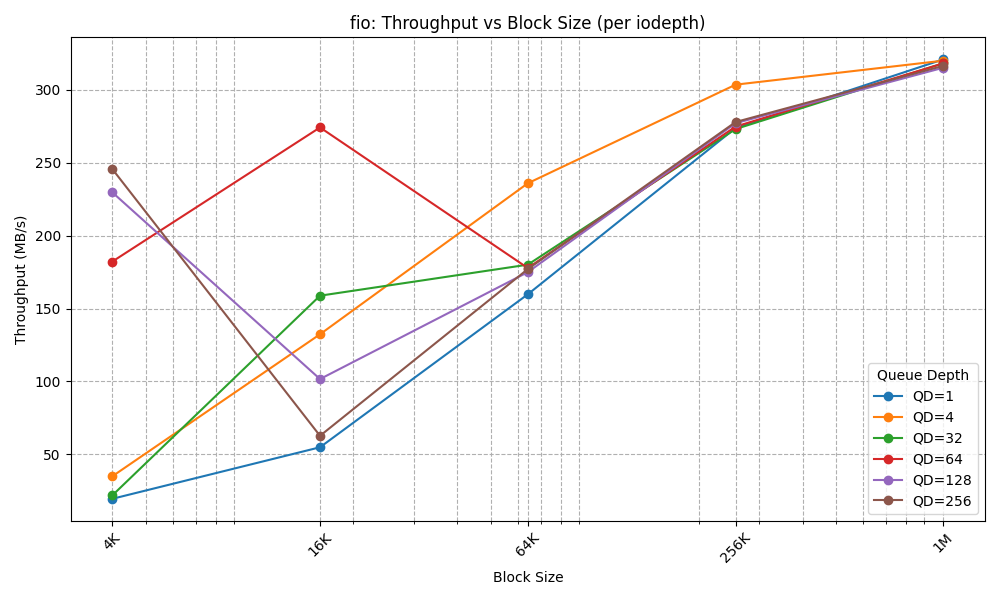 fio: Throughput vs Block Size (per iodepth)
Throughput (MB/s)
300
250
200
150
100
50
4K
16K
64K
256K
1M
Block Size
Queue Depth
QD=1
QD=4
QD=32
QD=64
QD=128
QD=256